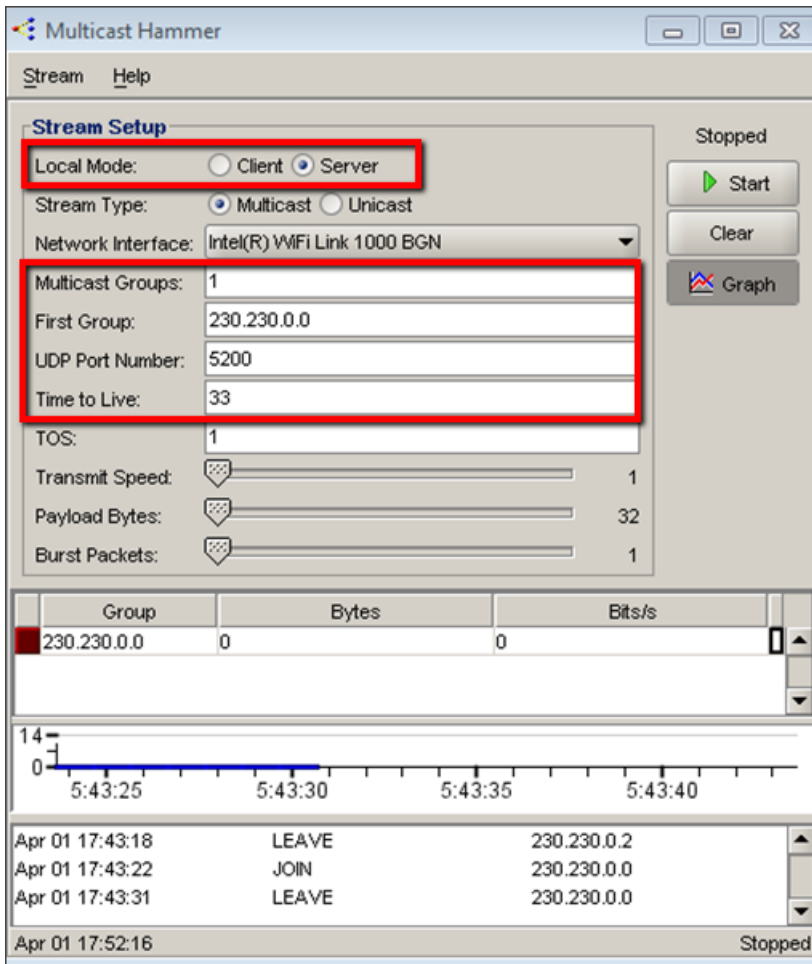 Multicast Hammer
Stream Help
Stream Setup
Stopped
Local Mode: Client Server
Start
Stream Type: Multicast Unicast
Clear
Network Interface: Intel(R) WiFi Link 1000 BGN
Graph
Multicast Groups: 1
First Group: 230.230.0.0
UDP Port Number: 5200
Time to Live: 33
TOS: 1
Transmit Speed: 1
Payload Bytes: 32
Burst Packets: 1
Group Bytes Bits/s
230.230.0.0 0 0
14
0
5:43:25 5:43:30 5:43:35 5:43:40
Apr 01 17:43:18 LEAVE 230.230.0.2
Apr 01 17:43:22 JOIN 230.230.0.0
Apr 01 17:43:31 LEAVE 230.230.0.0
Apr 01 17:52:16 Stopped